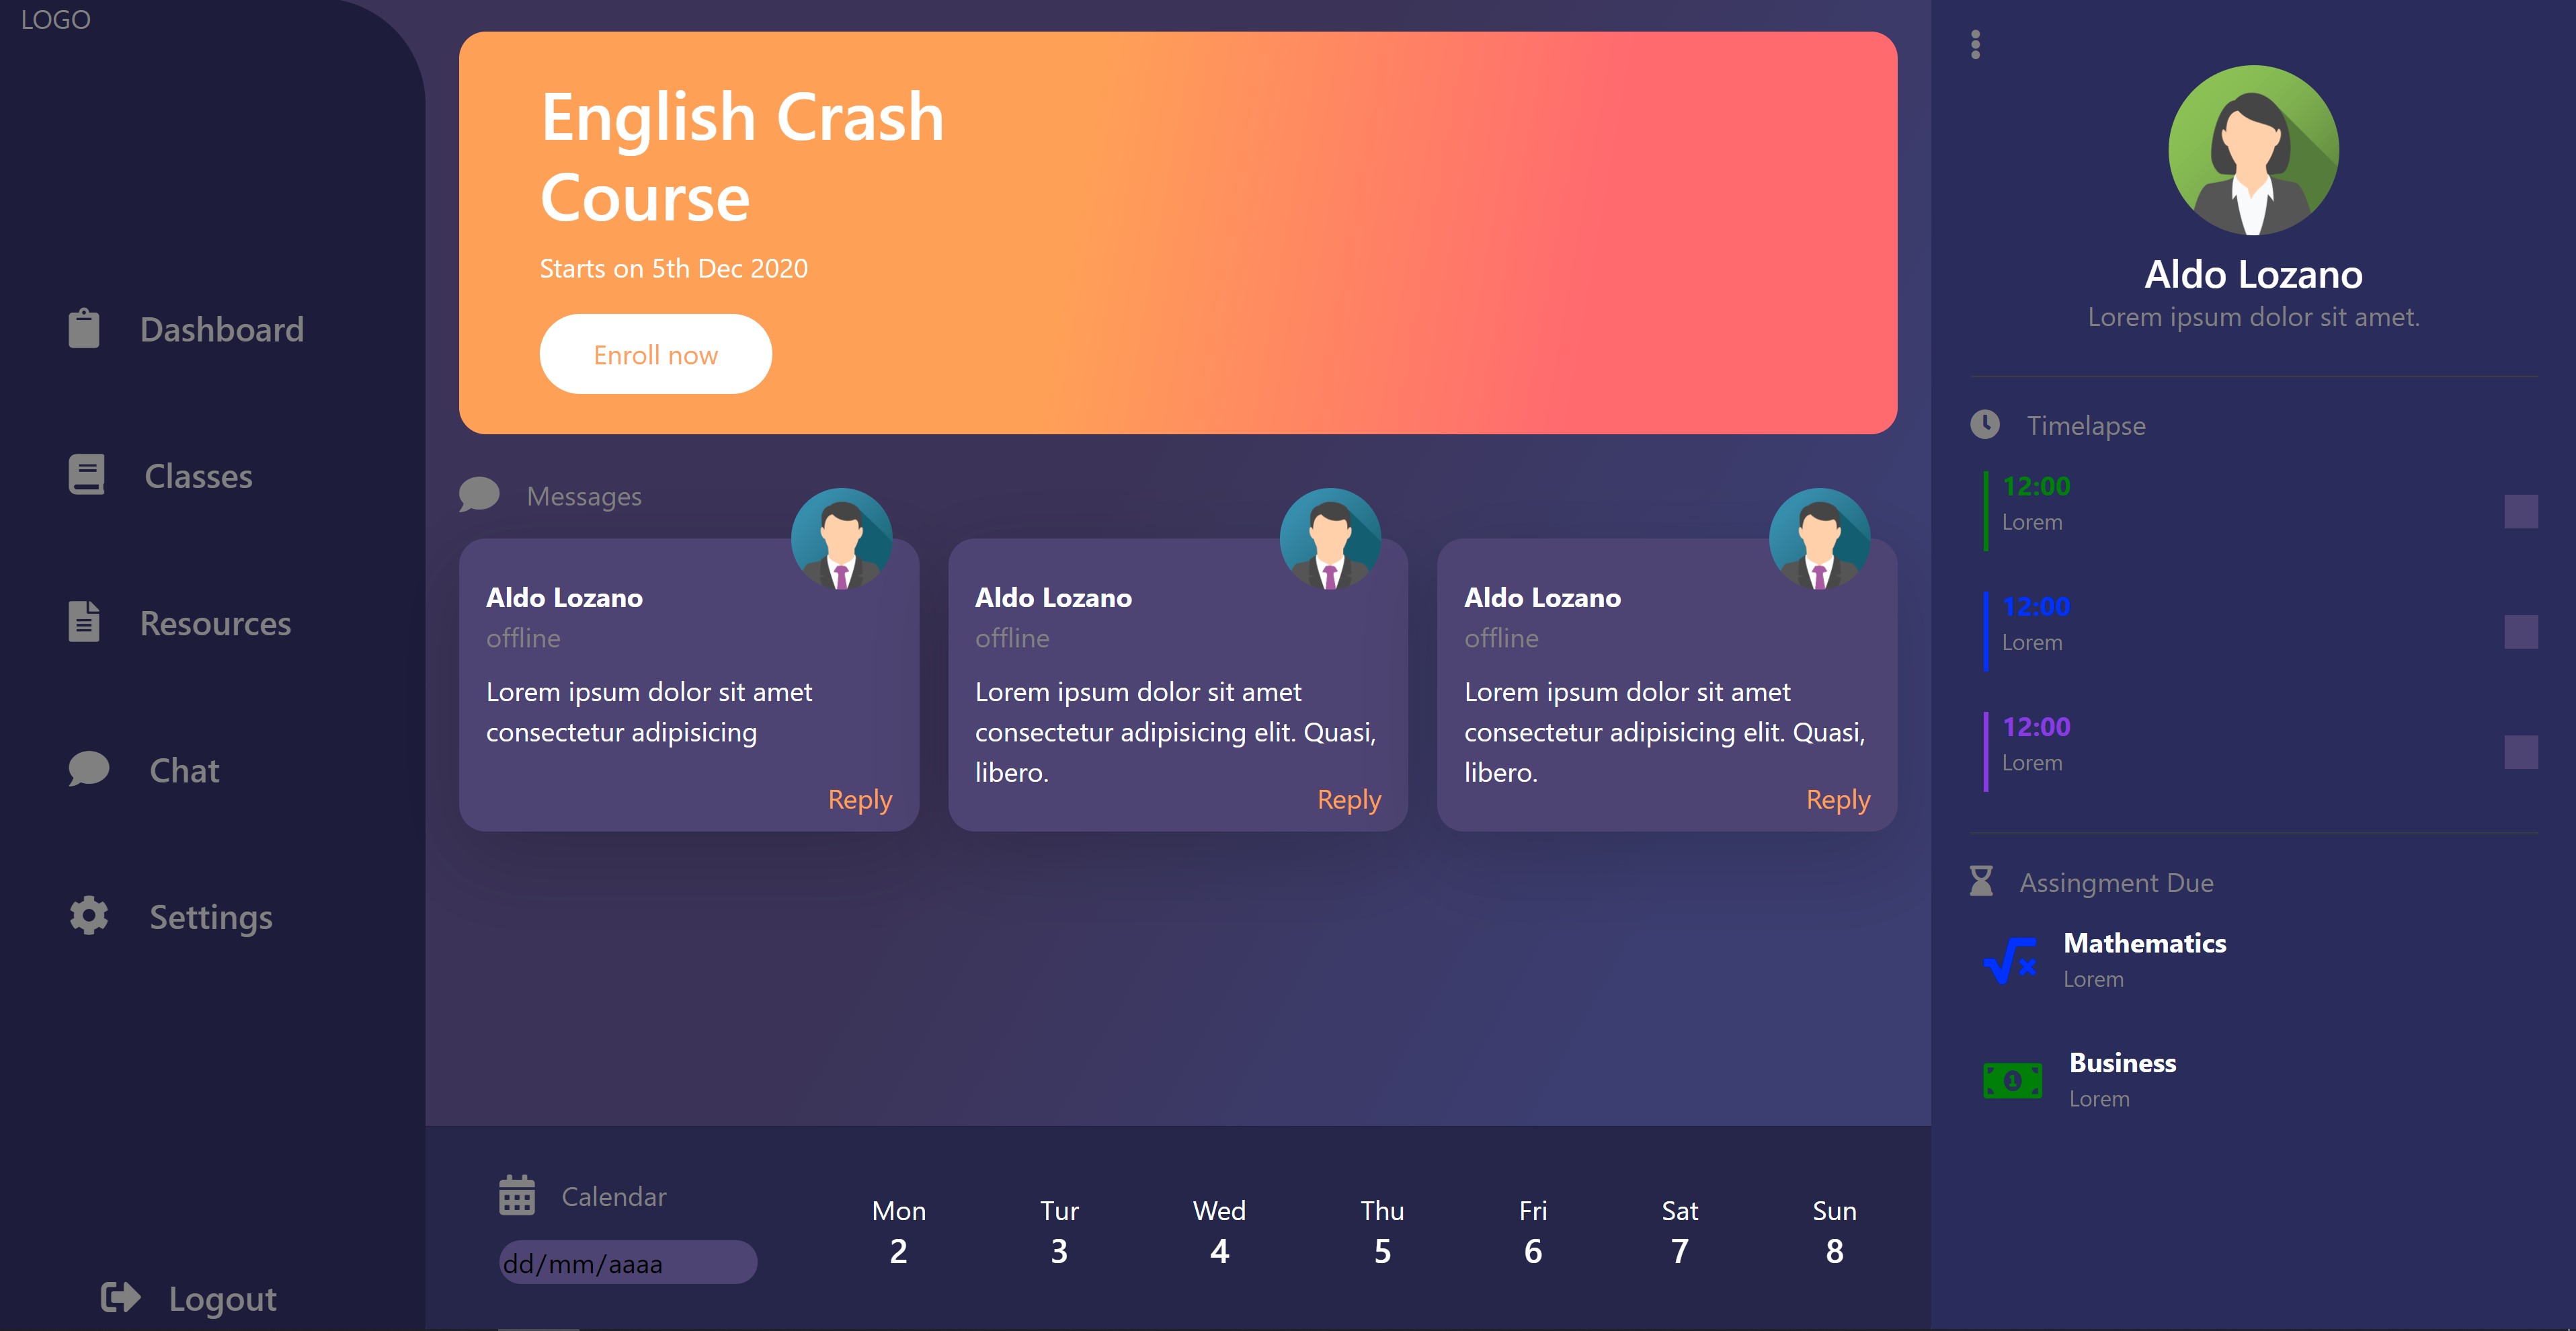 LOGO
Dashboard
Classes
Resources
Chat
Settings
Logout
English Crash
Course
Starts on 5th Dec 2020
Enroll now
Messages
Aldo Lozano
offline
Lorem ipsum dolor sit amet
consectetur adipisicing
Reply
Aldo Lozano
offline
Lorem ipsum dolor sit amet
consectetur adipisicing elit. Quasi,
libero.
Reply
Aldo Lozano
offline
Lorem ipsum dolor sit amet
consectetur adipisicing elit. Quasi,
libero.
Reply
Calendar
dd/mm/aaaa
Mon Tur Wed Thu Fri Sat Sun
2 3 4 5 6 7 8
Aldo Lozano
Lorem ipsum dolor sit amet.
Timelapse
12:00
Lorem
12:00
Lorem
12:00
Lorem
Assingment Due
Mathematics
Lorem
1
Business
Lorem